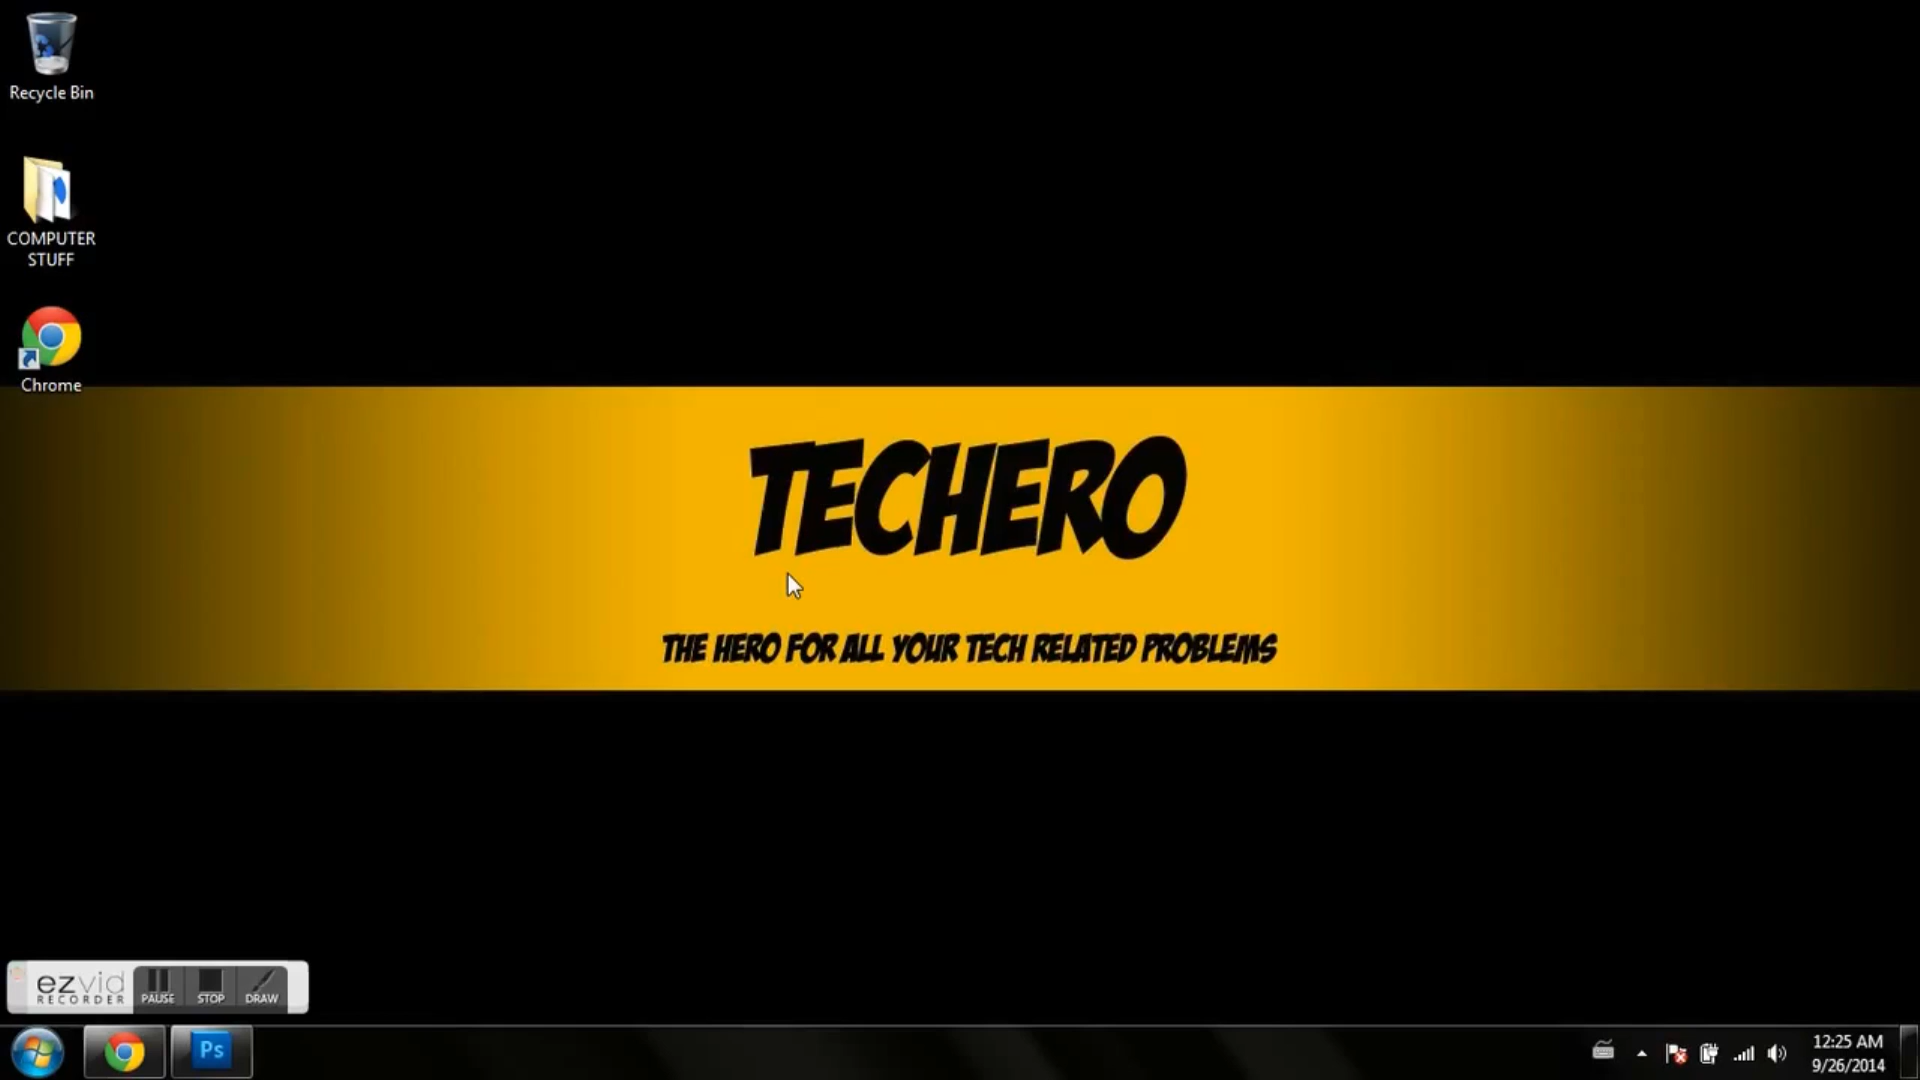 Recycle Bin
COMPUTER
STUFF
Chrome
TECHERO
THE HERO FOR ALL YOUR TECH RELATED PROBLEMS
ezvid
RECORDER
PAUSE
STOP
DRAW
Ps
12:25 AM
9/26/2014